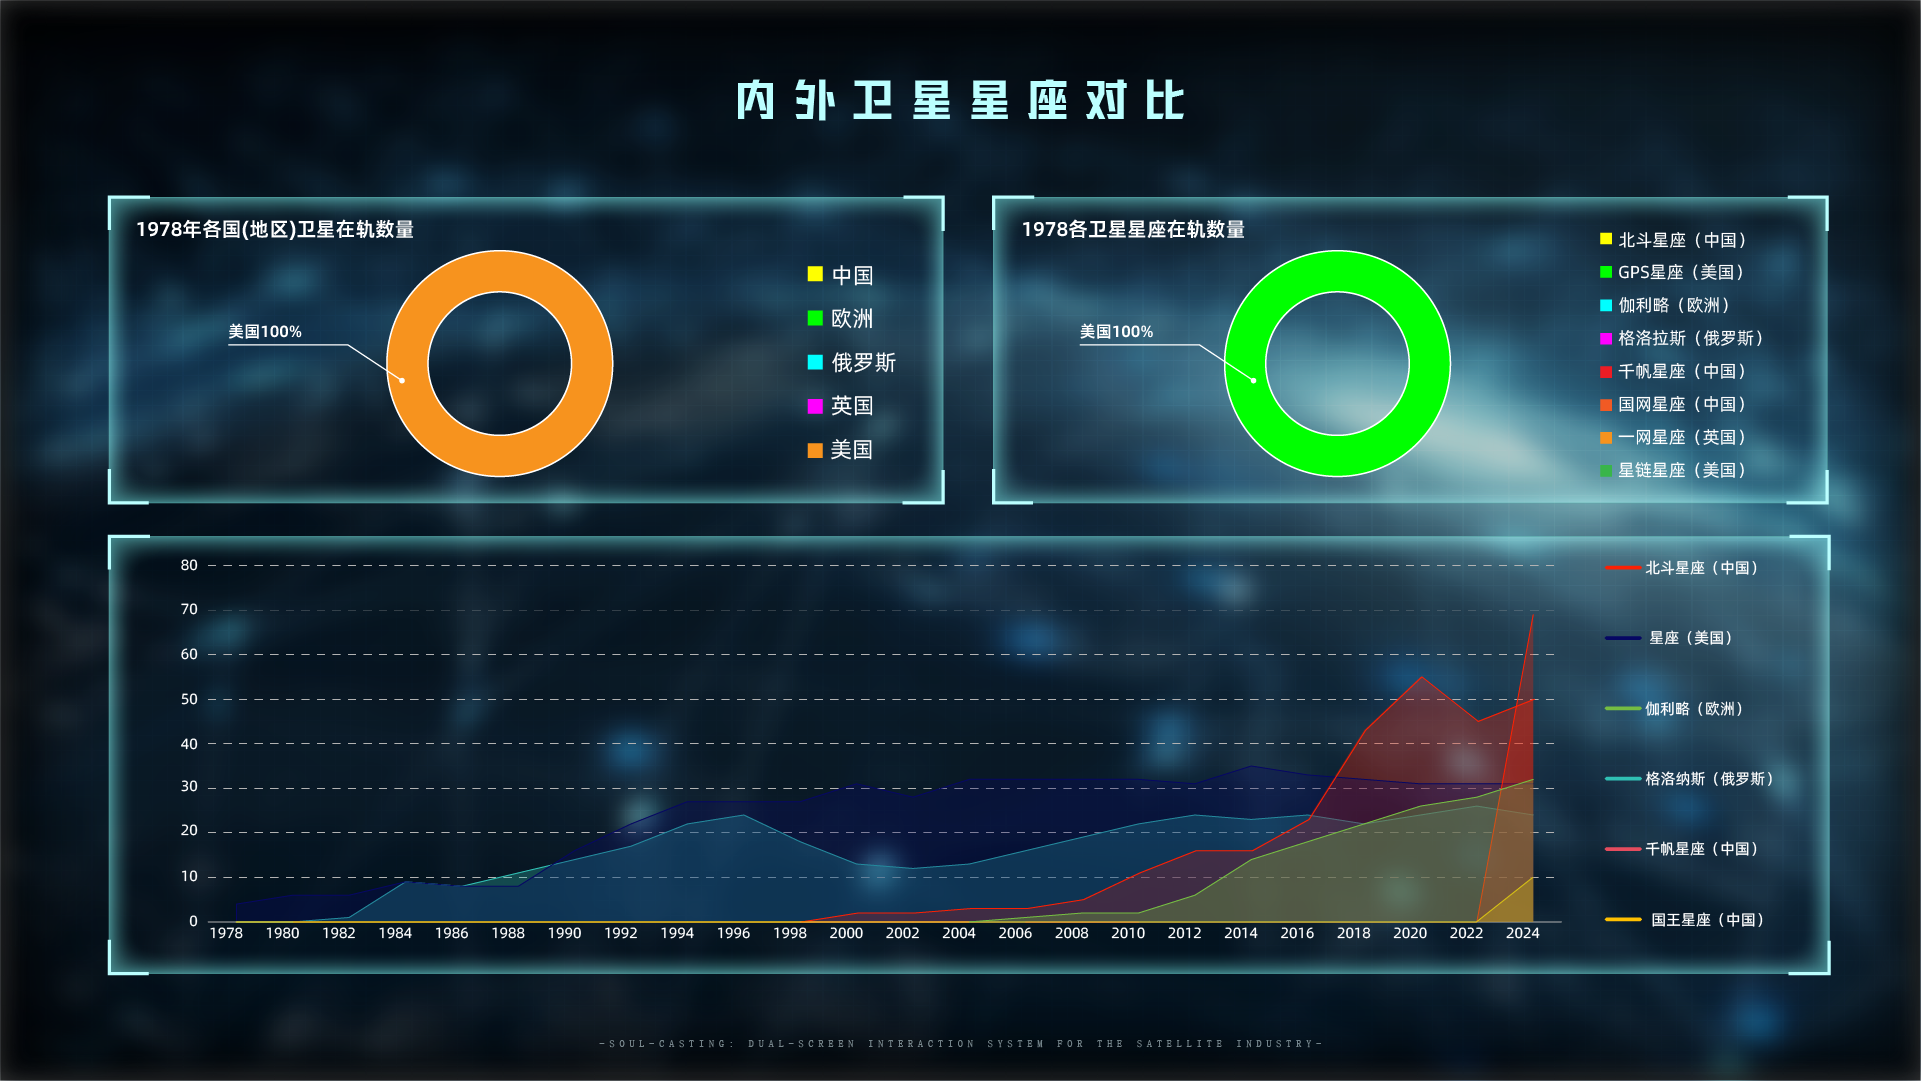 内外卫星星座对比
1978年各国(地区)卫星在轨数量
美国100%
中国
欧洲
俄罗斯
英国
美国
1978各卫星星座在轨数量
美国100%
北斗星座（中国）
GPS星座（美国）
伽利略（欧洲）
格洛拉斯（俄罗斯）
千帆星座（中国）
国网星座（中国）
一网星座（英国）
星链星座（美国）
80
70
60
50
40
30
20
10
0
1978 1980 1982 1984 1986 1988 1990 1992 1994 1996 1998 2000 2002 2004 2006 2008 2010 2012 2014 2016 2018 2020 2022 2024
北斗星座（中国）
星座（美国）
伽利略（欧洲）
格洛纳斯（俄罗斯）
千帆星座（中国）
国王星座（中国）
-SOUL-CASTING: DUAL-SCREEN INTERACTION SYSTEM FOR THE SATELLITE INDUSTRY-